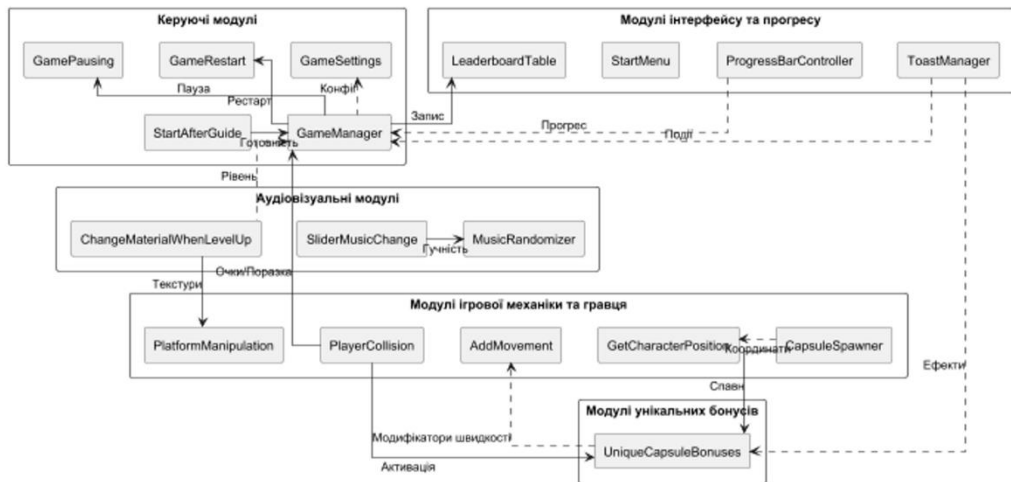 Керуючі модулі
Модулі інтерфейсу та прогресу
GamePausing
GameRestart
GameSettings
LeaderboardTable
StartMenu
ProgressBarController
ToastManager
Пауза
Рестарт
Конфіг
Запис
StartAfterGuide
GameManager
Готовність
Прогрес
Події
Рівень
Аудіовізуальні модулі
ChangeMaterialWhenLevelUp
SliderMusicChange
Гучність
MusicRandomizer
Текстури
Очки/Поразка
Модулі ігрової механіки та гравця
PlatformManipulation
PlayerCollision
AddMovement
GetCharacterPosition
Координати
CapsuleSpawner
Ефекти
Спавн
Модулі унікальних бонусів
Модифікатори швидкості
UniqueCapsuleBonuses
Активація